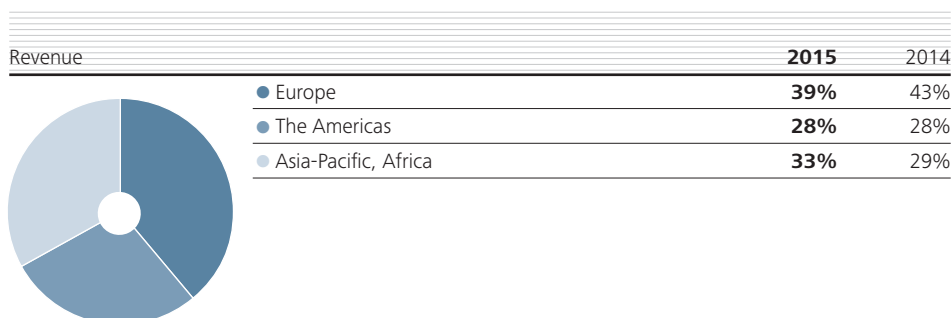 Revenue 2015 2014
Europe 39% 43%
The Americas 28% 28%
Asia-Pacific, Africa 33% 29%